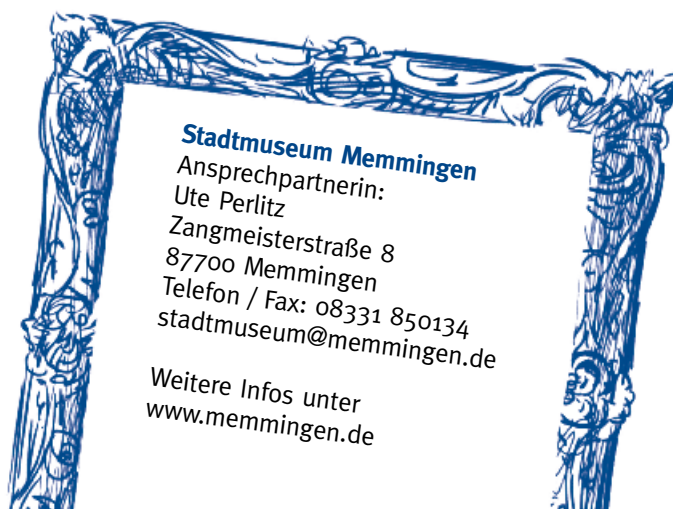 Stadtmuseum Memmingen
Ansprechpartnerin:
Ute Perlitz
Zangmeisterstraße 8
87700 Memmingen
Telefon / Fax: 08331 850134
stadtmuseum@memmingen.de
Weitere Infos unter
www.memmingen.de